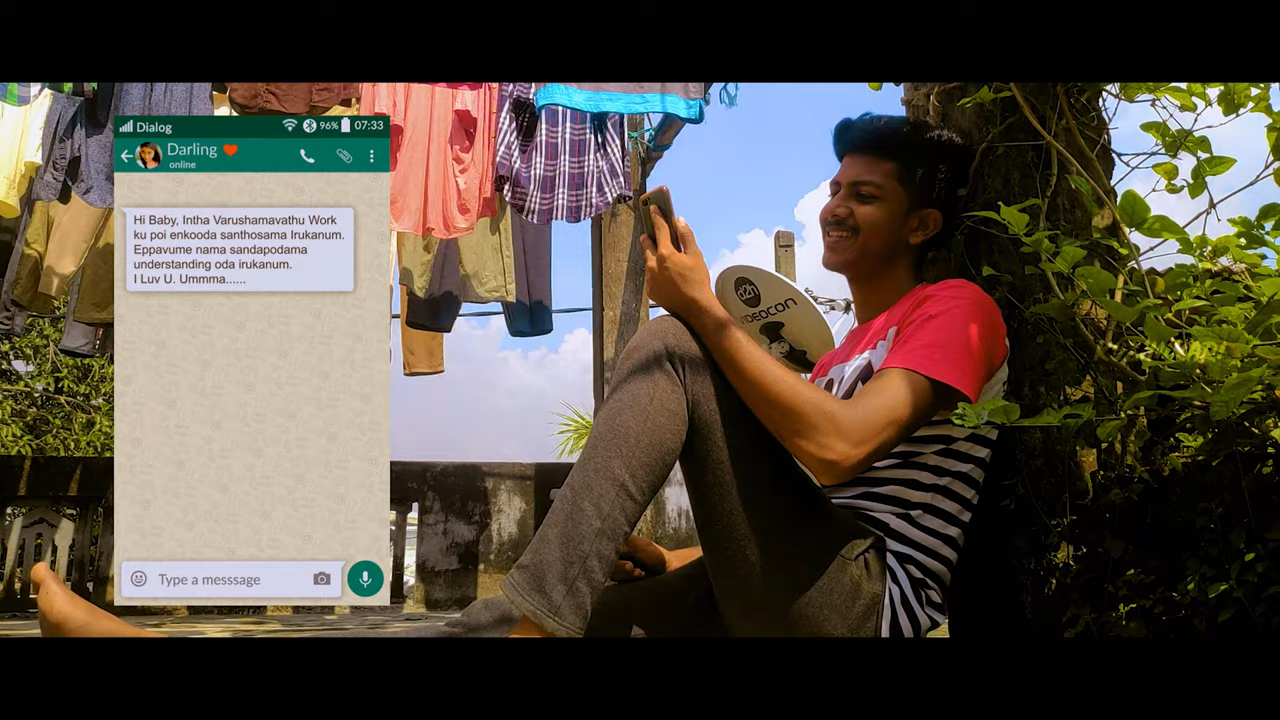 Dialog
96%
07:33
Darling
online
Hi Baby, Intha Varushamavathu Work
ku poi enkooda santhosama Irukanum.
Eppavume nama sandapodama
understanding oda irukanum.
I Luv U. Ummma......
Type a messsage
d2h
VIDEOCON